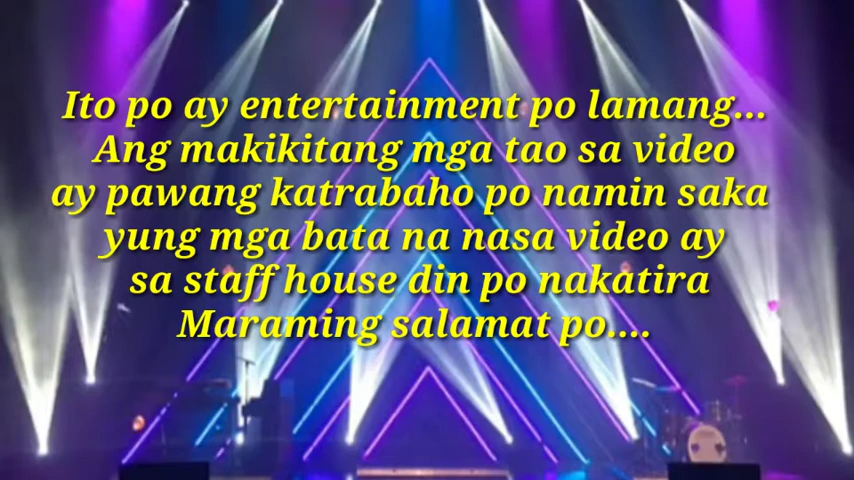 Ito po ay entertainment po lamang...
Ang makikitang mga tao sa video
ay pawang katrabaho po namin saka
yung mga bata na nasa video ay
sa staff house din po nakatira
Maraming salamat po....